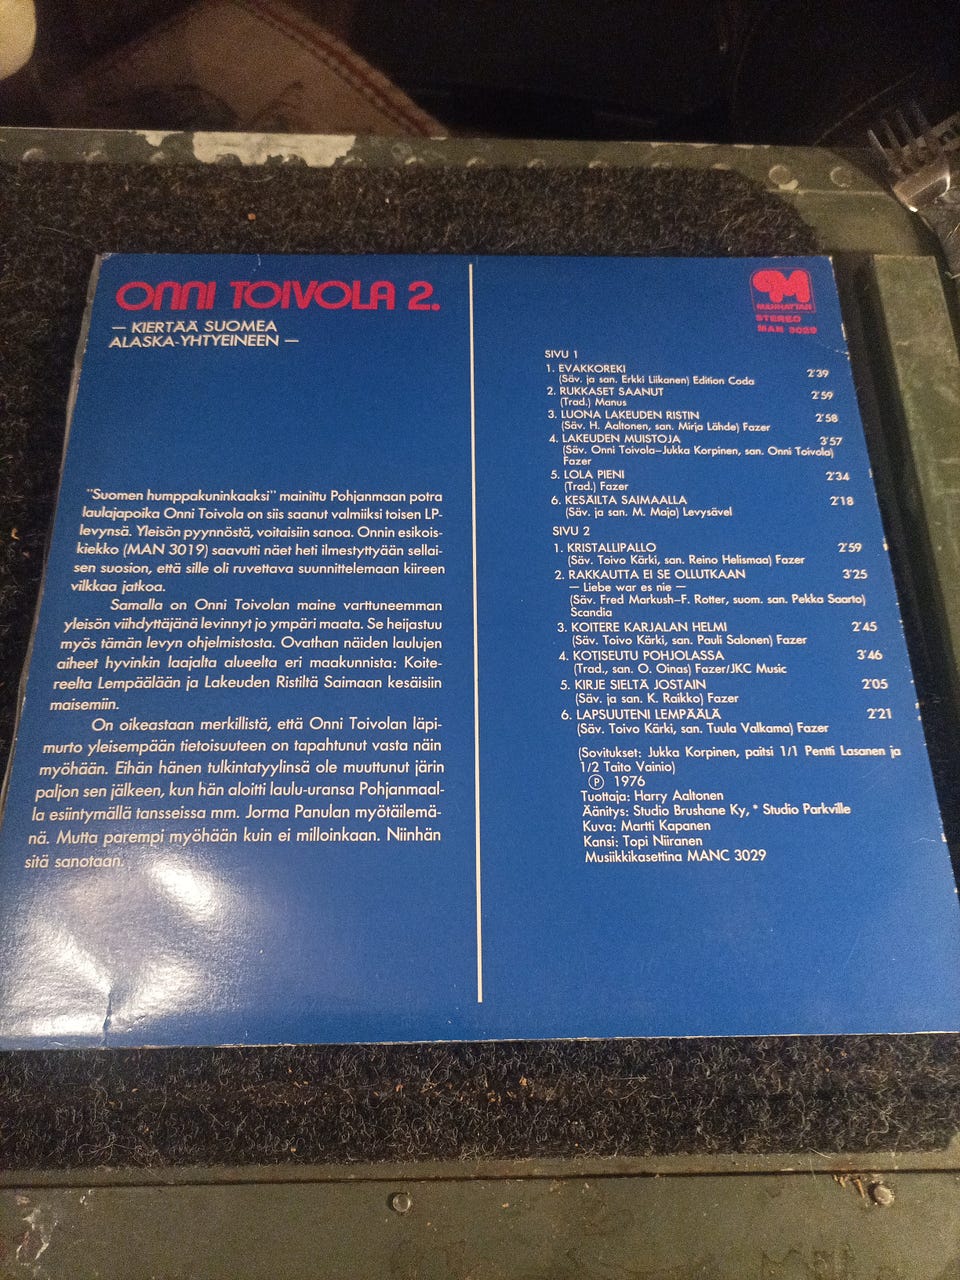 ONNI TOIVOLA 2.
— KIERTÄÄ SUOMEA
ALASKA-YHTYEINEEN —
"Suomen humppakuninkaaksi" mainittu Pohjanmaan potra
laulajapoika Onni Toivola on siis saanut valmiiksi toisen LP-
levynsä. Yleisön pyynnöstä, voitaisiin sanoa. Onnin esikois-
kiekko (MAN 3019) saavutti näet heti ilmestyttyään sellai-
sen suosion, että sille oli ruvettava suunnittelemaan kiireen
vilkkaa jatkoa.
Samalla on Onni Toivolan maine varttuneemman
yleisön viihdyttäjänä levinnyt jo ympäri maata. Se heijastuu
myös tämän levyn ohjelmistosta. Ovathan näiden laulujen
aiheet hyvinkin laajalta alueelta eri maakunnista: Koite-
reelta Lempäälään ja Lakeuden Ristiltä Saimaan kesäisiin
maisemiin.
On oikeastaan merkillistä, että Onni Toivolan läpi-
murto yleisempään tietoisuuteen on tapahtunut vasta näin
myöhään. Eihän hänen tulkintatyylinsä ole muuttunut järin
paljon sen jälkeen, kun hän aloitti laulu-uransa Pohjanmaal-
la esiintymällä tansseissa mm. Jorma Panulan myötäilemä-
nä. Mutta parempi myöhään kuin ei milloinkaan. Niinhän
sitä sanotaan.
MANHATTAN
STEREO
MAN 3029
SIVU 1
1. EVAKKOREKI 2'39
(Säv. ja san. Erkki Liikanen) Edition Coda
2. RUKKASET SAANUT 2'59
(Trad.) Manus
3. LUONA LAKEUDEN RISTIN 2'58
(Säv. H. Aaltonen, san. Mirja Lähde) Fazer
4. LAKEUDEN MUISTOJA 3'57
(Säv. Onni Toivola–Jukka Korpinen, san. Onni Toivola)
Fazer
5. LOLA PIENI 2'34
(Trad.) Fazer
6. KESÄILTA SAIMAALLA 2'18
(Säv. ja san. M. Maja) Levysävel
SIVU 2
1. KRISTALLIPALLO 2'59
(Säv. Toivo Kärki, san. Reino Helismaa) Fazer
2. RAKKAUTTA EI SE OLLUTKAAN 3'25
— Liebe war es nie —
(Säv. Fred Markush–F. Rotter, suom. san. Pekka Saarto)
Scandia
3. KOITERE KARJALAN HELMI 2'45
(Säv. Toivo Kärki, san. Pauli Salonen) Fazer
4. KOTISEUTU POHJOLASSA 3'46
(Trad., san. O. Oinas) Fazer/JKC Music
5. KIRJE SIELTÄ JOSTAIN 2'05
(Säv. ja san. K. Raikko) Fazer
6. LAPSUUTENI LEMPÄÄLÄ 2'21
(Säv. Toivo Kärki, san. Tuula Valkama) Fazer
(Sovitukset: Jukka Korpinen, paitsi 1/1 Pentti Lasanen ja
1/2 Taito Vainio)
Ⓟ 1976
Tuottaja: Harry Aaltonen
Äänitys: Studio Brushane Ky, * Studio Parkville
Kuva: Martti Kapanen
Kansi: Topi Niiranen
Musiikkikasettina MANC 3029